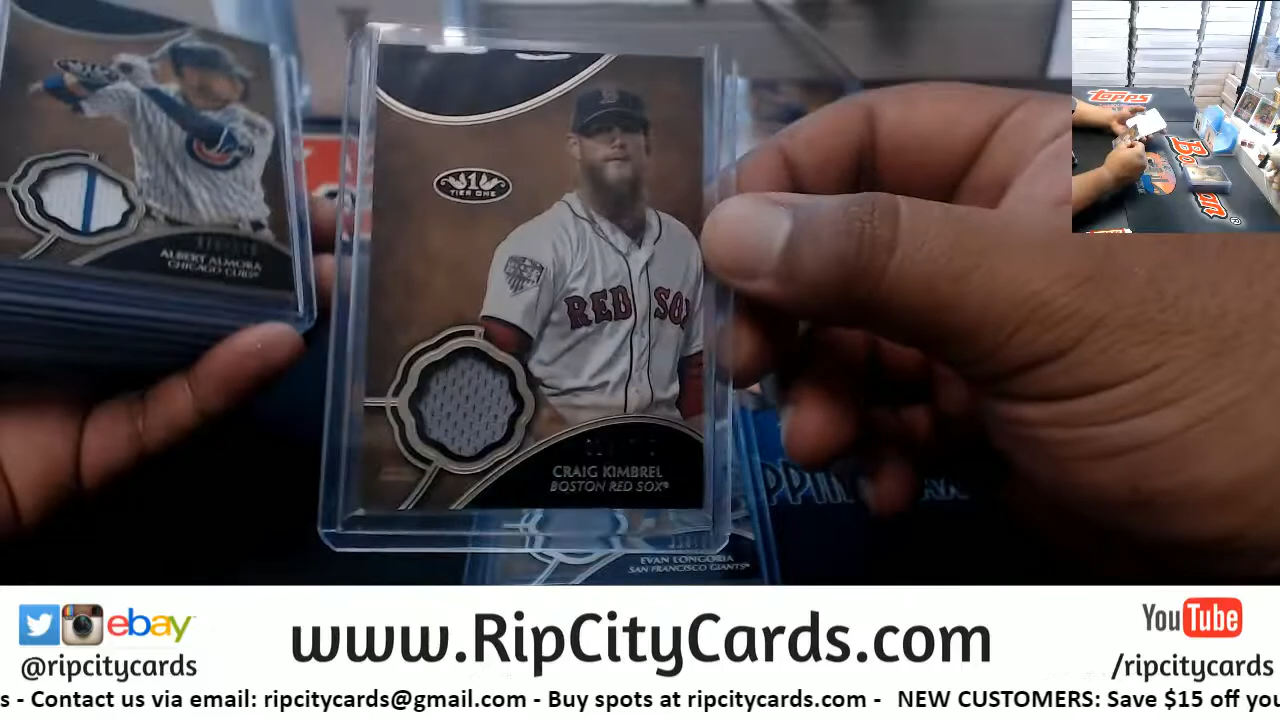 ALBERT ALMORA
CHICAGO CUBS®
1
TIER ONE
RED SOX
CRAIG KIMBREL
BOSTON RED SOX®
EVAN LONGORIA
SAN FRANCISCO GIANTS®
topps
ebay
@ripcitycards
www.RipCityCards.com
YouTube
/ripcitycards
s - Contact us via email: ripcitycards@gmail.com - Buy spots at ripcitycards.com - NEW CUSTOMERS: Save $15 off you